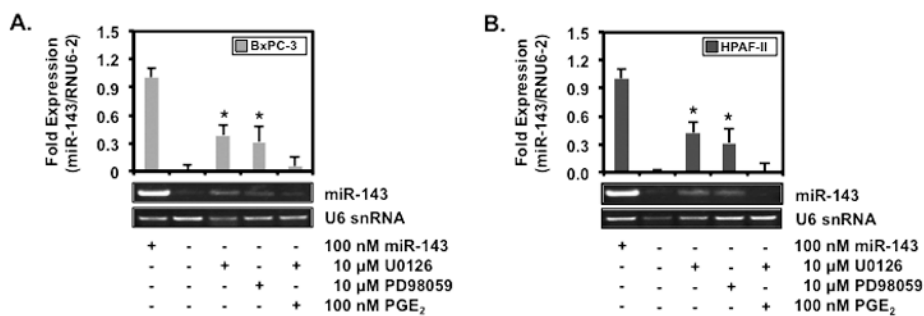 A.
Fold Expression
(miR-143/RNU6-2)
1.5
1.2
0.9
0.6
0.3
0
BxPC-3
*
*
miR-143
U6 snRNA
+ - - - - 100 nM miR-143
- - + - + 10 µM U0126
- - - + - 10 µM PD98059
- - - - + 100 nM PGE₂
B.
Fold Expression
(miR-143/RNU6-2)
1.5
1.2
0.9
0.6
0.3
0.0
HPAF-II
*
*
miR-143
U6 snRNA
+ - - - - 100 nM miR-143
- - + - + 10 µM U0126
- - - + - 10 µM PD98059
- - - - + 100 nM PGE₂